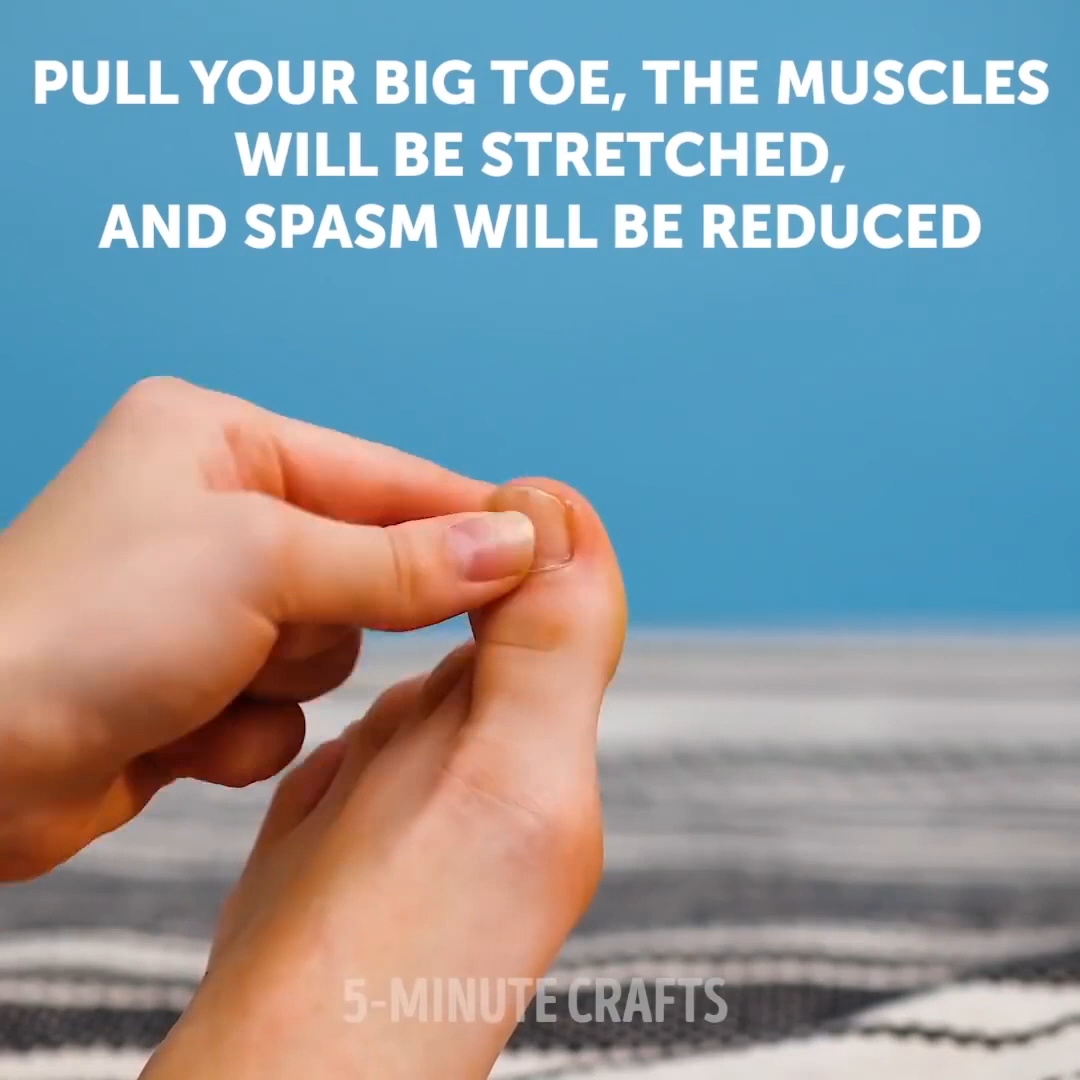 PULL YOUR BIG TOE, THE MUSCLES
WILL BE STRETCHED,
AND SPASM WILL BE REDUCED
5-MINUTE CRAFTS